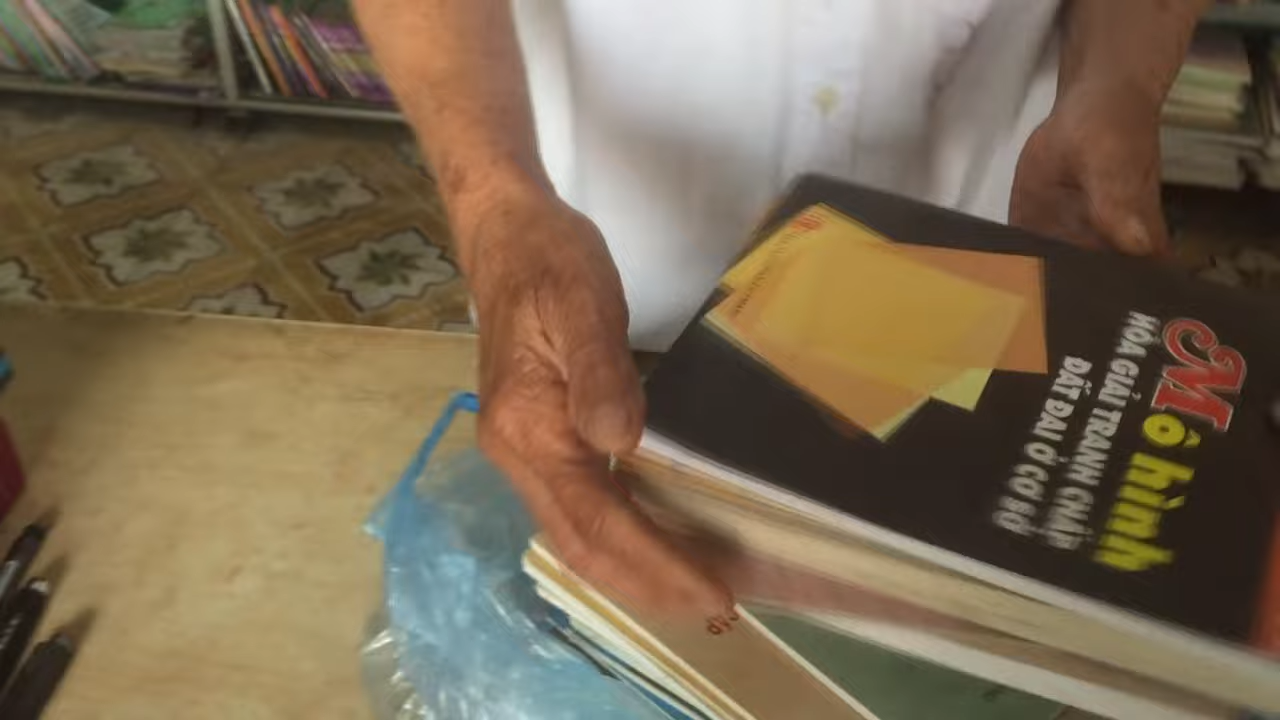 Mô hình
HÒA GIẢI TRANH CHẤP
ĐẤT ĐAI Ở CƠ SỞ